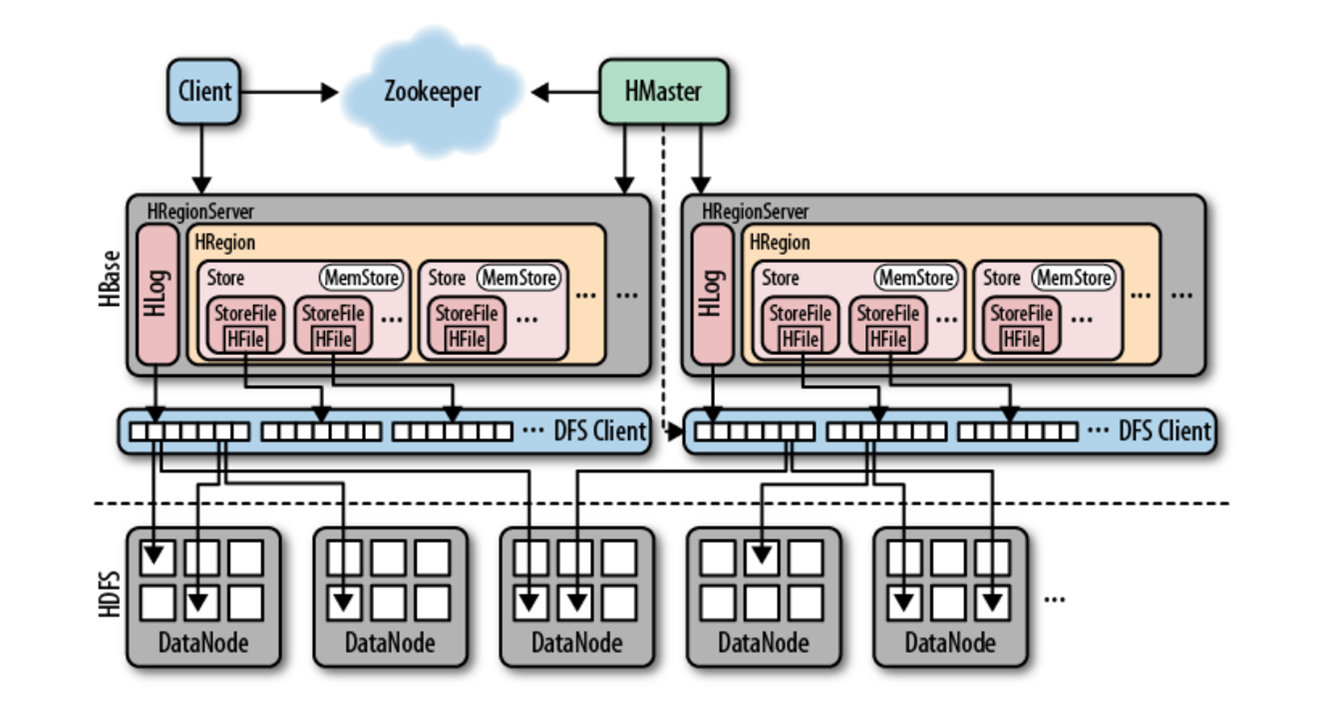 Client
Zookeeper
HMaster
HBase
HRegionServer
HLog
HRegion
Store
MemStore
StoreFile
HFile
StoreFile
HFile
...
Store
MemStore
StoreFile
HFile
...
...
...
HRegionServer
HLog
HRegion
Store
MemStore
StoreFile
HFile
StoreFile
HFile
...
Store
MemStore
StoreFile
HFile
...
...
...
... DFS Client
... DFS Client
HDFS
DataNode
DataNode
DataNode
DataNode
DataNode
...